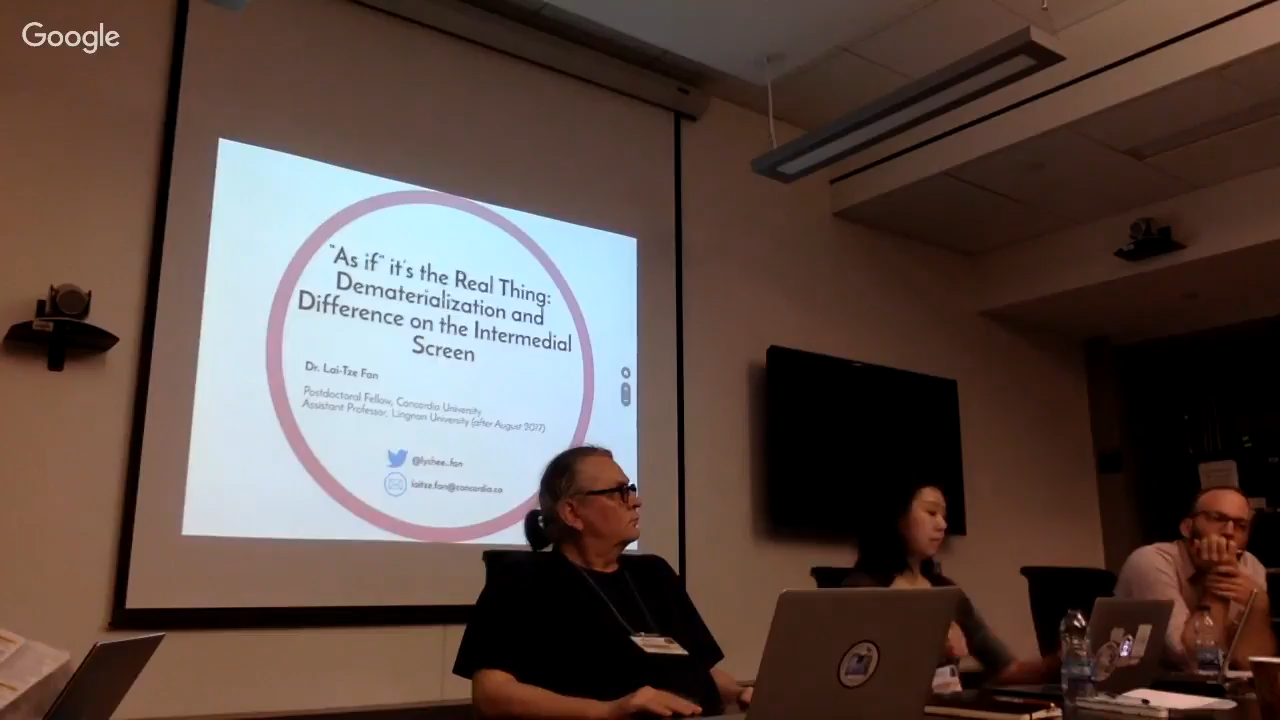 Google
"As if" it's the Real Thing:
Dematerialization and
Difference on the Intermedial
Screen
Dr. Lai-Tze Fan
Postdoctoral Fellow, Concordia University
Assistant Professor, Lingnan University (after August 2017)
@lychee_fan
laitze.fan@concordia.ca